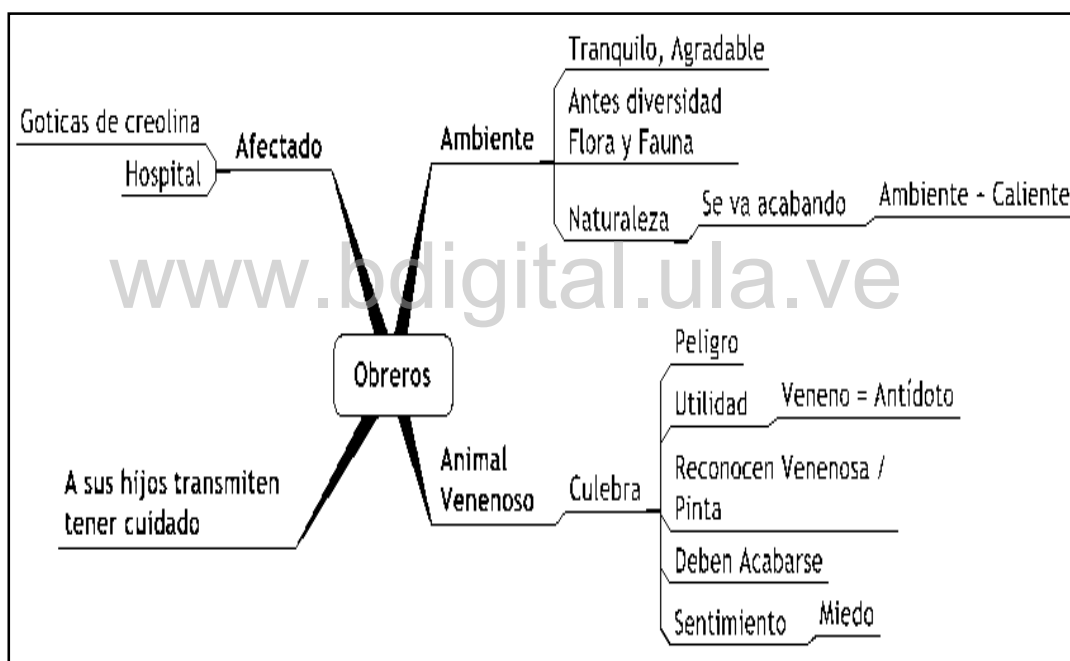 Goticas de creolina
Hospital
Afectado
Ambiente
Tranquilo, Agradable
Antes diversidad
Flora y Fauna
Naturaleza
Se va acabando
Ambiente - Caliente
www.bdigital.ula.ve
Obreros
A sus hijos transmiten
tener cuidado
Animal
Venenoso
Culebra
Peligro
Utilidad
Veneno = Antídoto
Reconocen Venenosa /
Pinta
Deben Acabarse
Sentimiento
Miedo